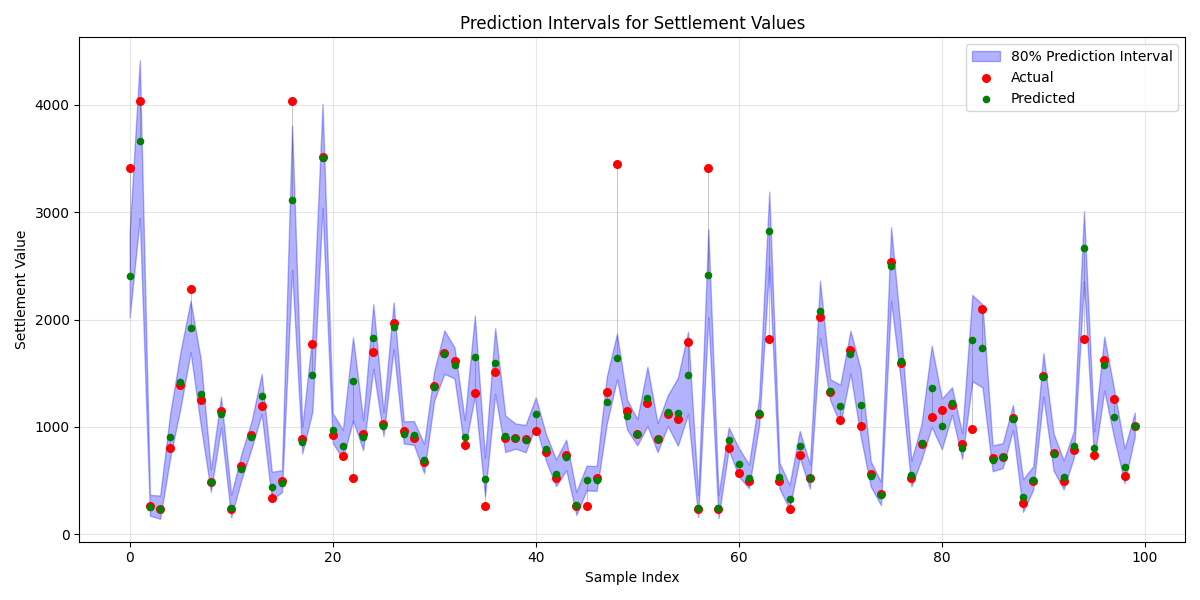 Prediction Intervals for Settlement Values
80% Prediction Interval
Actual
Predicted
Settlement Value
4000
3000
2000
1000
0
0 20 40 60 80 100
Sample Index